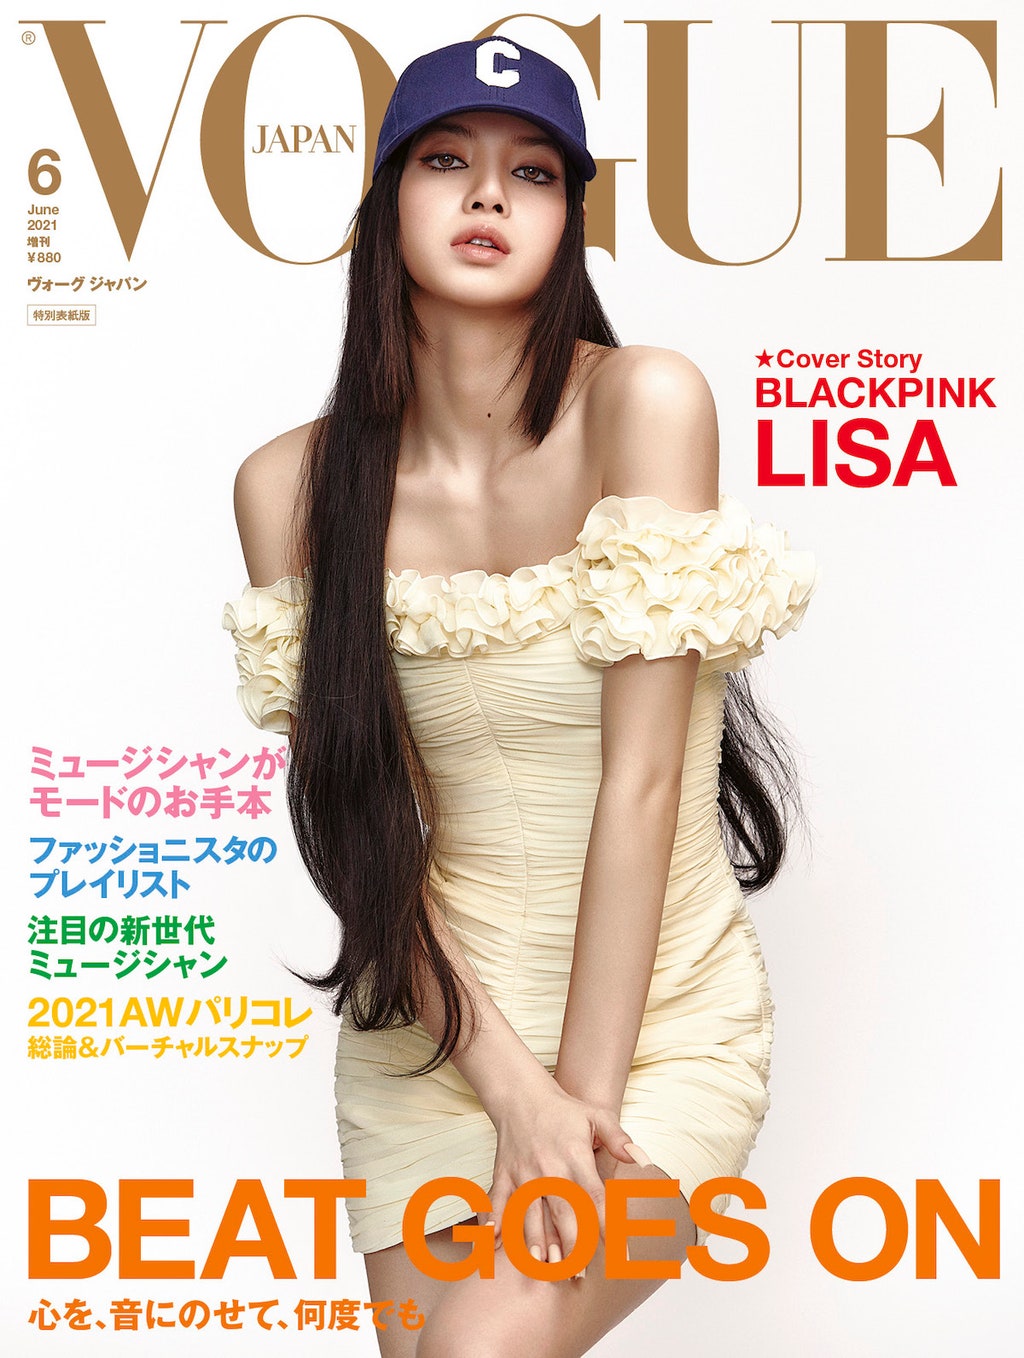 VOGUE
JAPAN
®
6
June
2021
増刊
¥880
ヴォーグ ジャパン
特別表紙版
C
★Cover Story
BLACKPINK
LISA
ミュージシャンが
モードのお手本
ファッショニスタの
プレイリスト
注目の新世代
ミュージシャン
2021AWパリコレ
総論&バーチャルスナップ
BEAT GOES ON
心を、音にのせて、何度でも